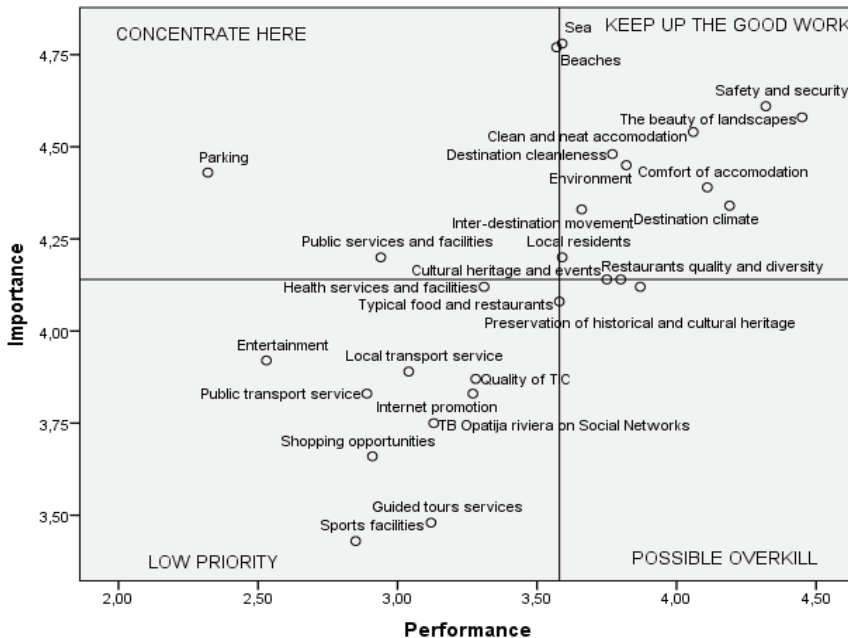 CONCENTRATE HERE
Sea
KEEP UP THE GOOD WORK
4,75
Beaches
Safety and security
The beauty of landscapes
Clean and neat accomodation
4,50
Parking
Destination cleanleness
Environment
Comfort of accomodation
Inter-destination movement
Destination climate
4,25
Public services and facilities
Local residents
Cultural heritage and events
Restaurants quality and diversity
Health services and facilities
Typical food and restaurants
Importance
4,00
Preservation of historical and cultural heritage
Entertainment
Local transport service
Public transport service
Quality of TIC
Internet promotion
3,75
TB Opatija riviera on Social Networks
Shopping opportunities
Guided tours services
3,50
Sports facilities
LOW PRIORITY
POSSIBLE OVERKILL
2,00 2,50 3,00 3,50 4,00 4,50
Performance